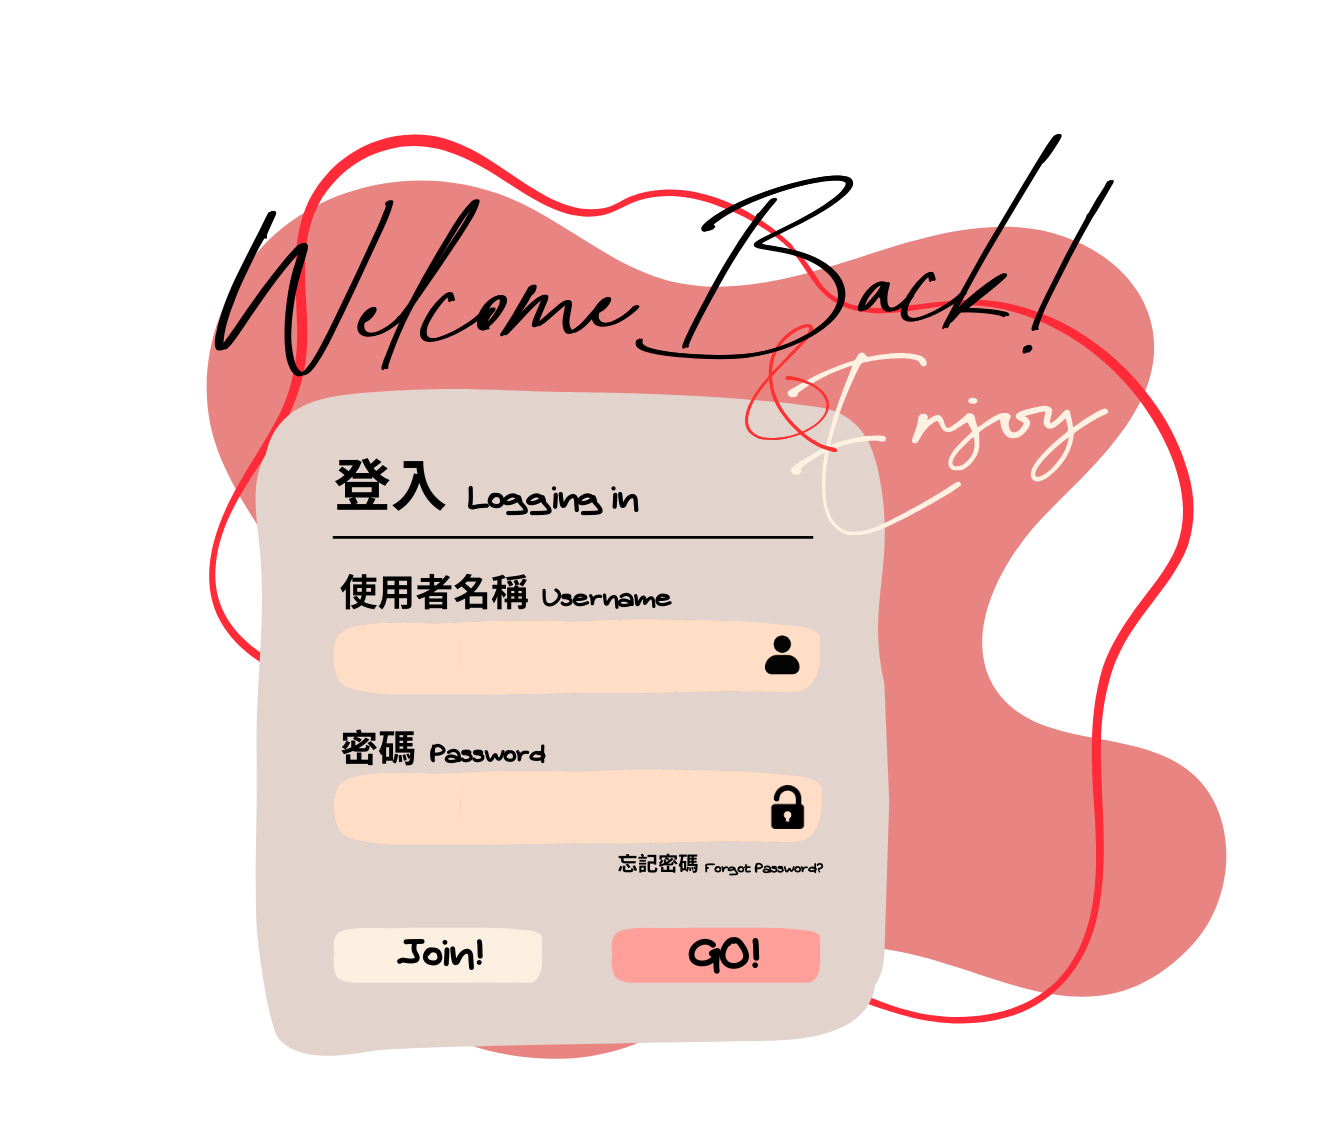 Welcome Back!
& Enjoy
登入 Logging in
使用者名稱 Username
密碼 Password
忘記密碼 Forgot Password?
Join!
GO!